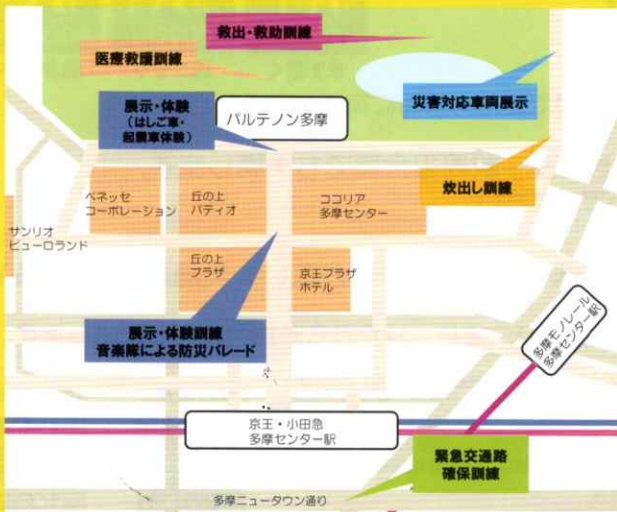 救出・救助訓練
医療救護訓練
災害対応車両展示
展示・体験
（はしご車・
起震車体験）
パルテノン多摩
炊出し訓練
ベネッセ
コーポレーション
丘の上
パティオ
ココリア
多摩センター
サンリオ
ピューロランド
丘の上
プラザ
京王プラザ
ホテル
展示・体験訓練
音楽隊による防災パレード
多摩モノレール
多摩センター駅
京王・小田急
多摩センター駅
緊急交通路
確保訓練
多摩ニュータウン通り